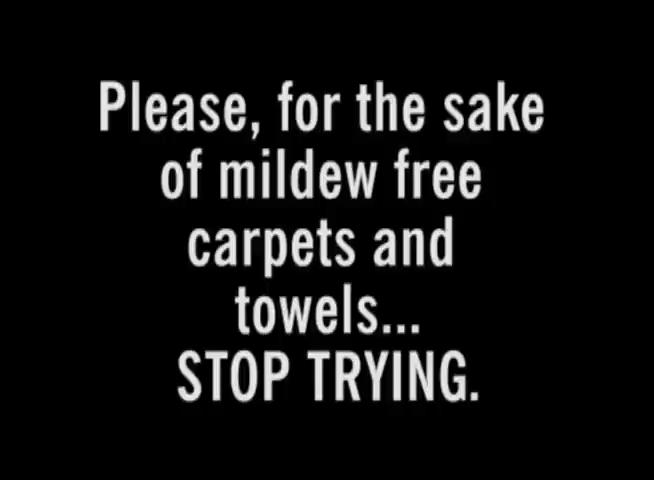 Please, for the sake
of mildew free
carpets and
towels...
STOP TRYING.